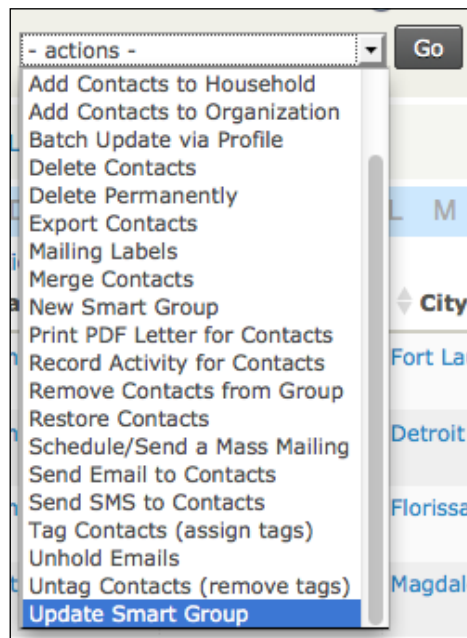 - actions -
Go
Add Contacts to Household
Add Contacts to Organization
Batch Update via Profile
Delete Contacts
Delete Permanently
Export Contacts
L M
Mailing Labels
Merge Contacts
New Smart Group
City
Print PDF Letter for Contacts
Record Activity for Contacts
Fort La
Remove Contacts from Group
Restore Contacts
Detroit
Schedule/Send a Mass Mailing
Send Email to Contacts
Send SMS to Contacts
Florissa
Tag Contacts (assign tags)
Unhold Emails
Untag Contacts (remove tags)
Magdal
Update Smart Group